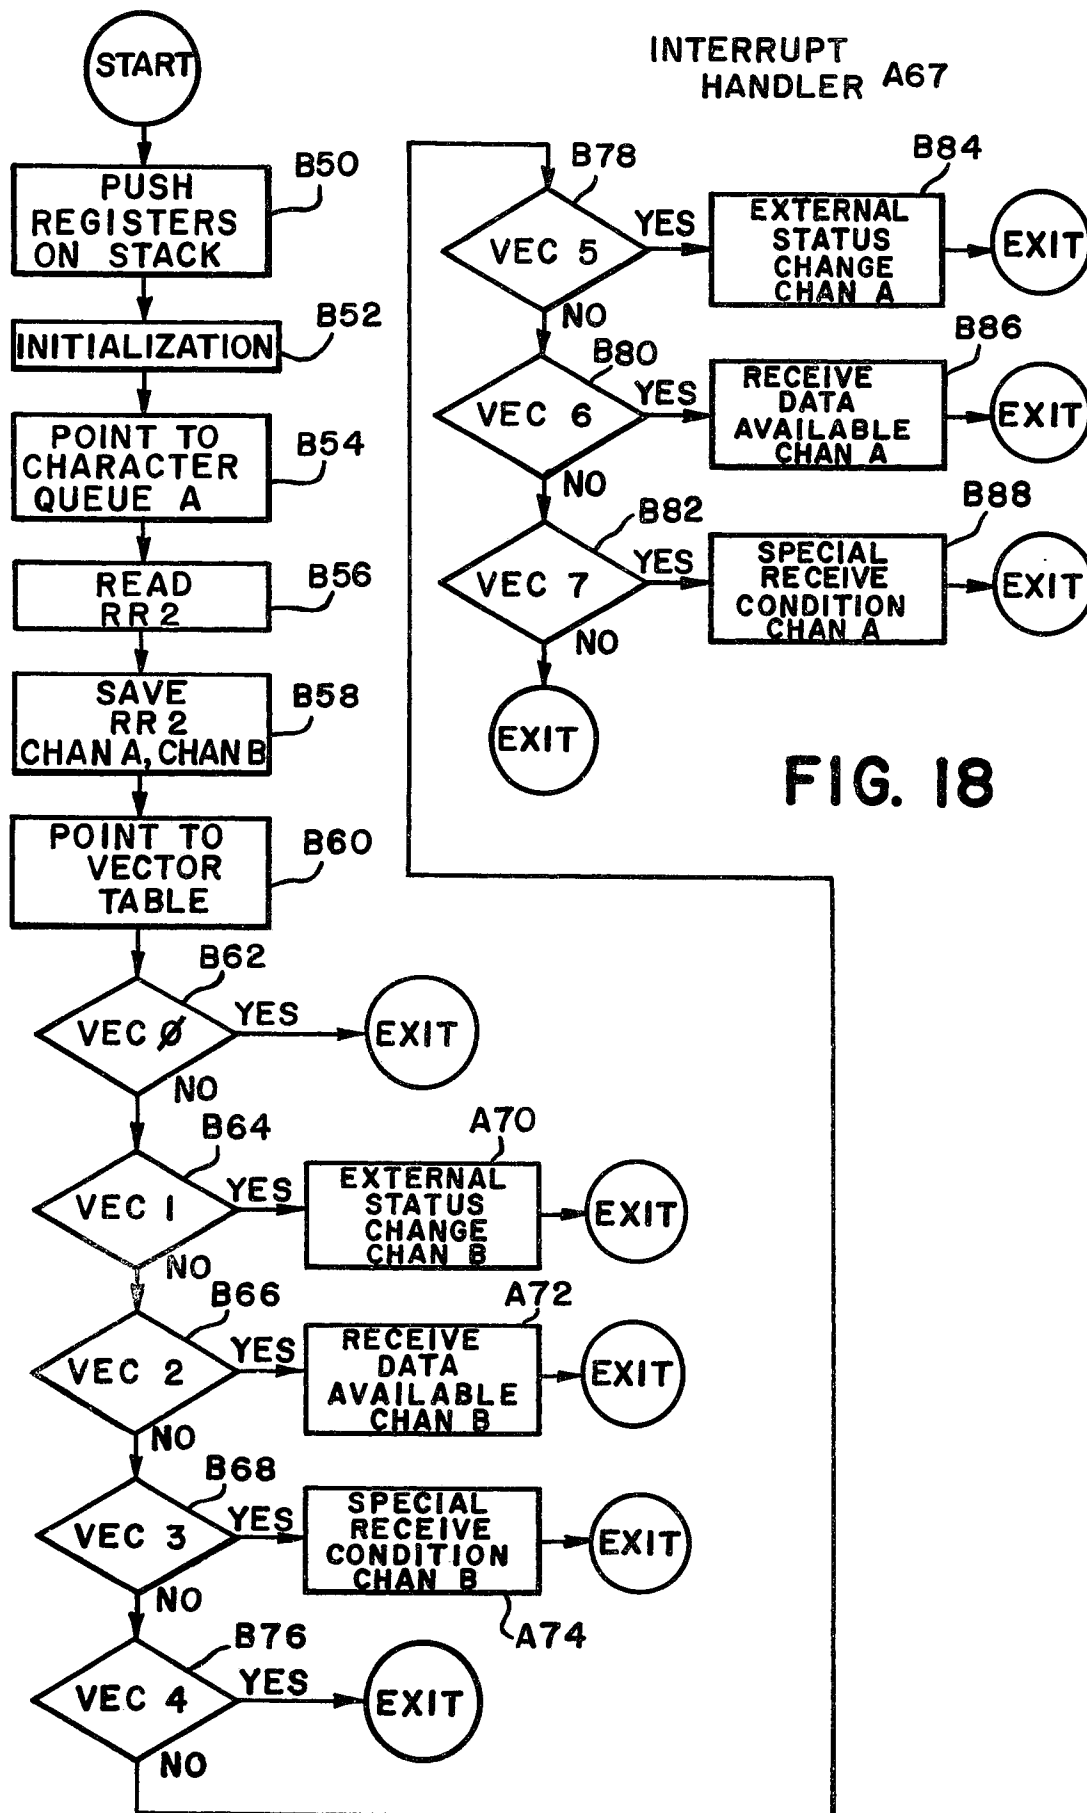 START
B50
PUSH
REGISTERS
ON STACK
B52
INITIALIZATION
B54
POINT TO
CHARACTER
QUEUE A
B56
READ
RR2
B58
SAVE
RR2
CHAN A, CHAN B
B60
POINT TO
VECTOR
TABLE
B62
VEC Ø
YES
EXIT
NO
B64
VEC 1
YES
A70
EXTERNAL
STATUS
CHANGE
CHAN B
EXIT
NO
B66
VEC 2
YES
A72
RECEIVE
DATA
AVAILABLE
CHAN B
EXIT
NO
B68
VEC 3
YES
SPECIAL
RECEIVE
CONDITION
CHAN B
A74
EXIT
NO
B76
VEC 4
YES
EXIT
NO
INTERRUPT
HANDLER A67
B78
VEC 5
YES
B84
EXTERNAL
STATUS
CHANGE
CHAN A
EXIT
NO
B80
VEC 6
YES
B86
RECEIVE
DATA
AVAILABLE
CHAN A
EXIT
NO
B82
VEC 7
YES
B88
SPECIAL
RECEIVE
CONDITION
CHAN A
EXIT
NO
EXIT
FIG. 18